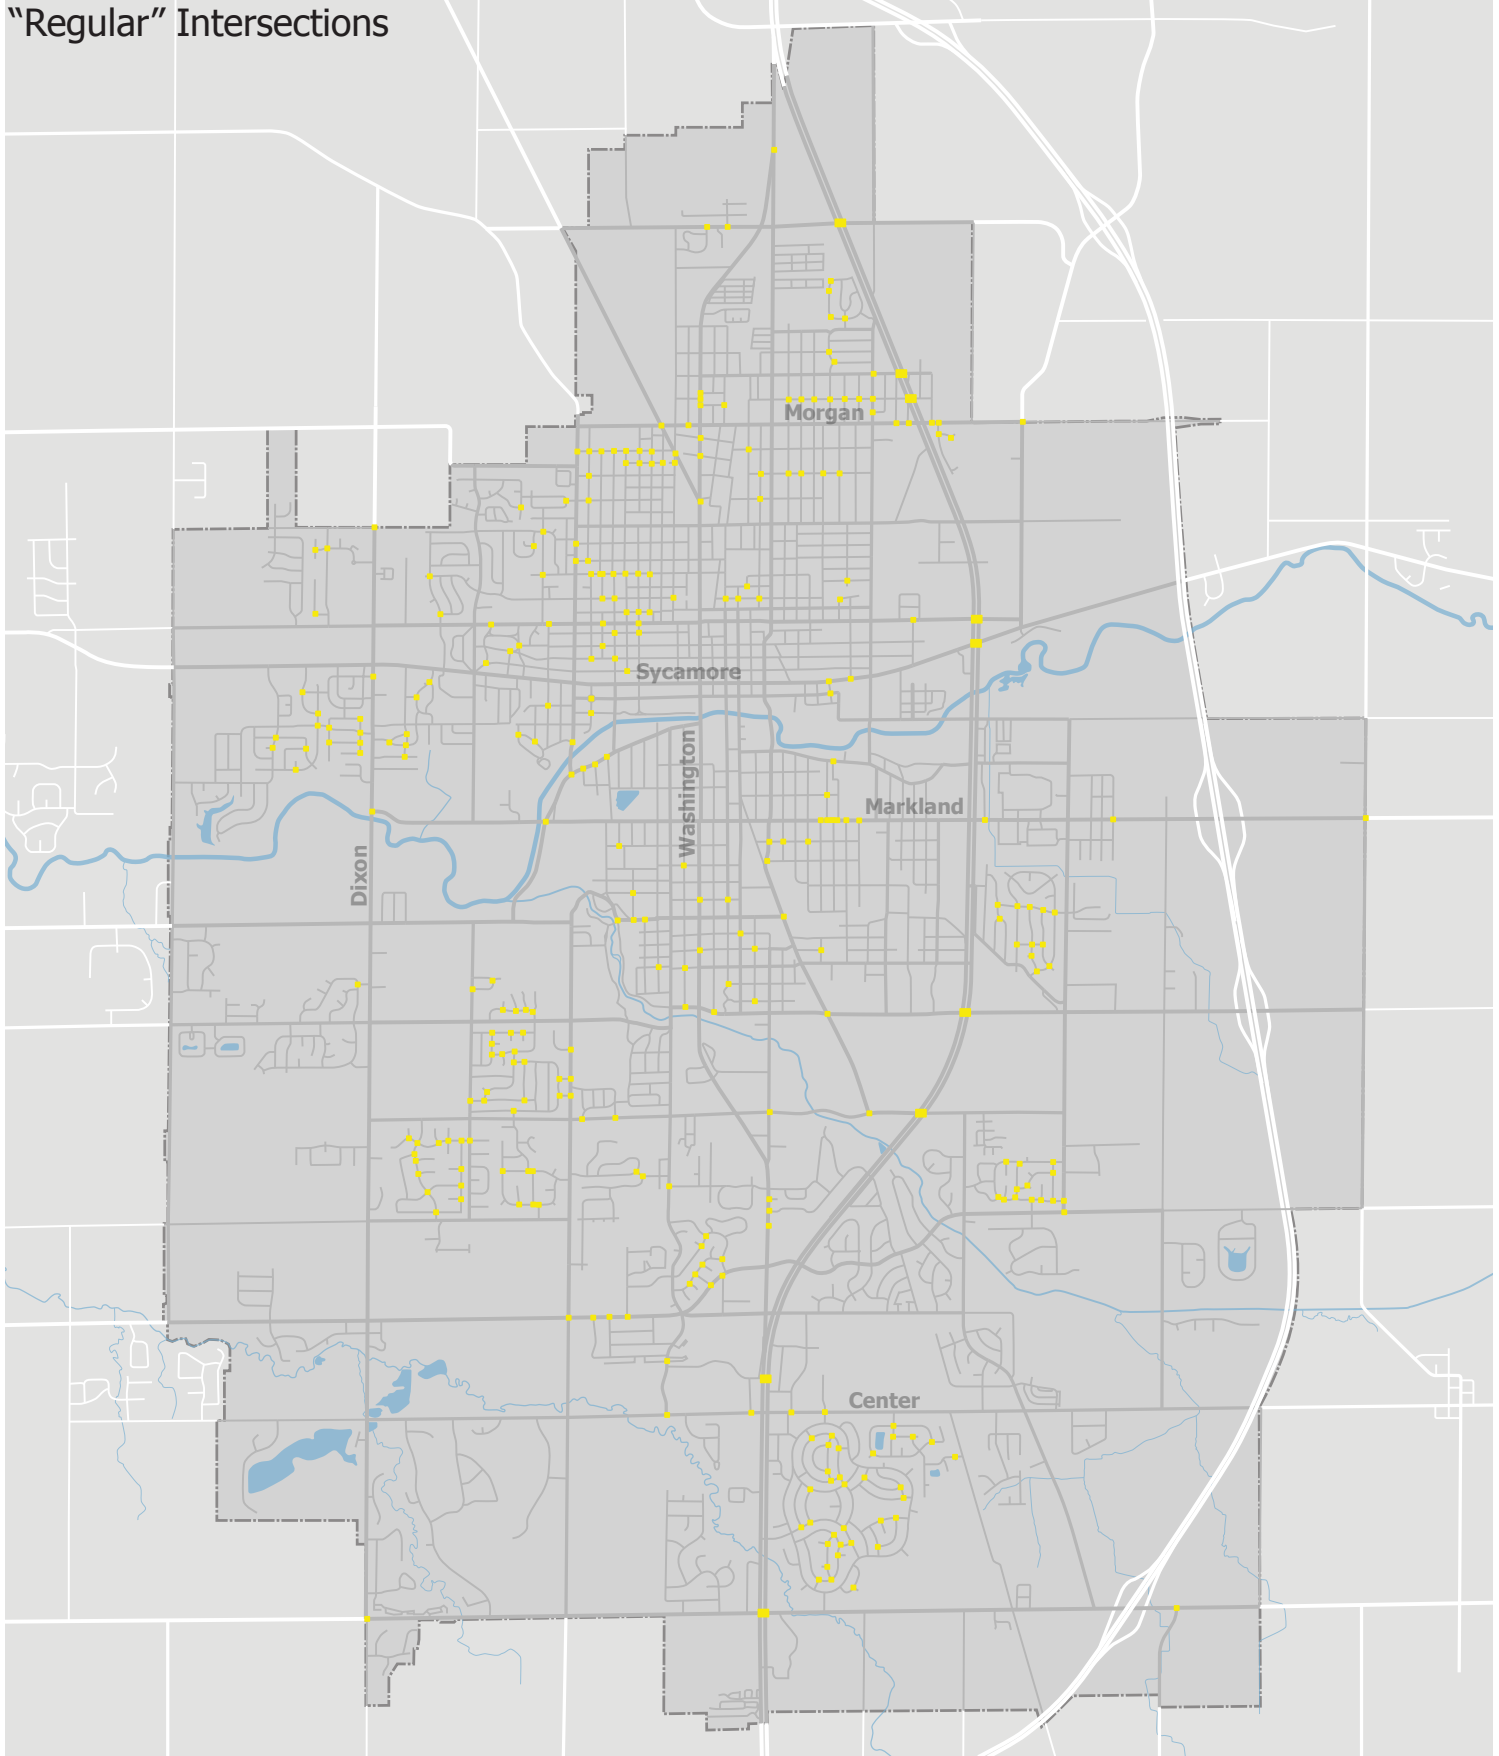 “Regular” Intersections
Morgan
Sycamore
Washington
Markland
Dixon
Center